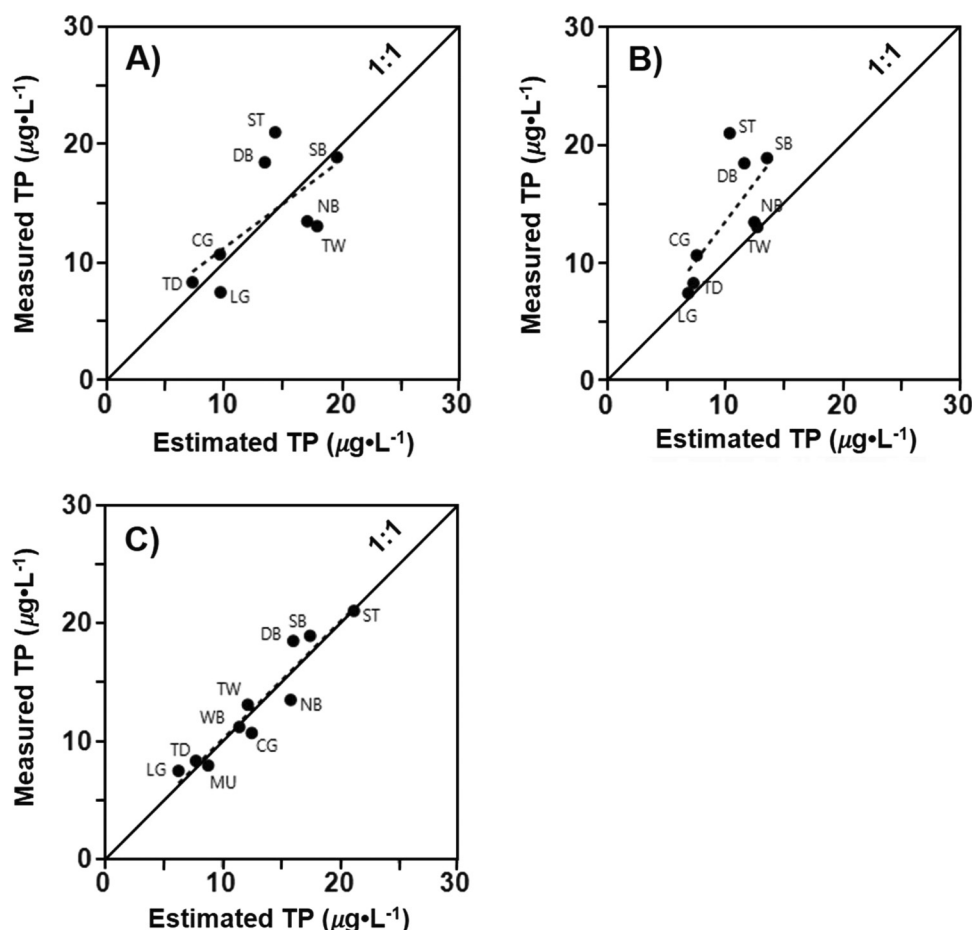 A)
1:1
30
20
10
0
Measured TP (µg•L-1)
ST
DB
SB
NB
TW
CG
TD
LG
0
10
20
30
Estimated TP (µg•L-1)
B)
1:1
30
20
10
0
Measured TP (µg•L-1)
ST
SB
DB
NB
TW
CG
TD
LG
0
10
20
30
Estimated TP (µg•L-1)
C)
1:1
30
20
10
0
Measured TP (µg•L-1)
ST
SB
DB
NB
TW
WB
CG
TD
LG
MU
0
10
20
30
Estimated TP (µg•L-1)